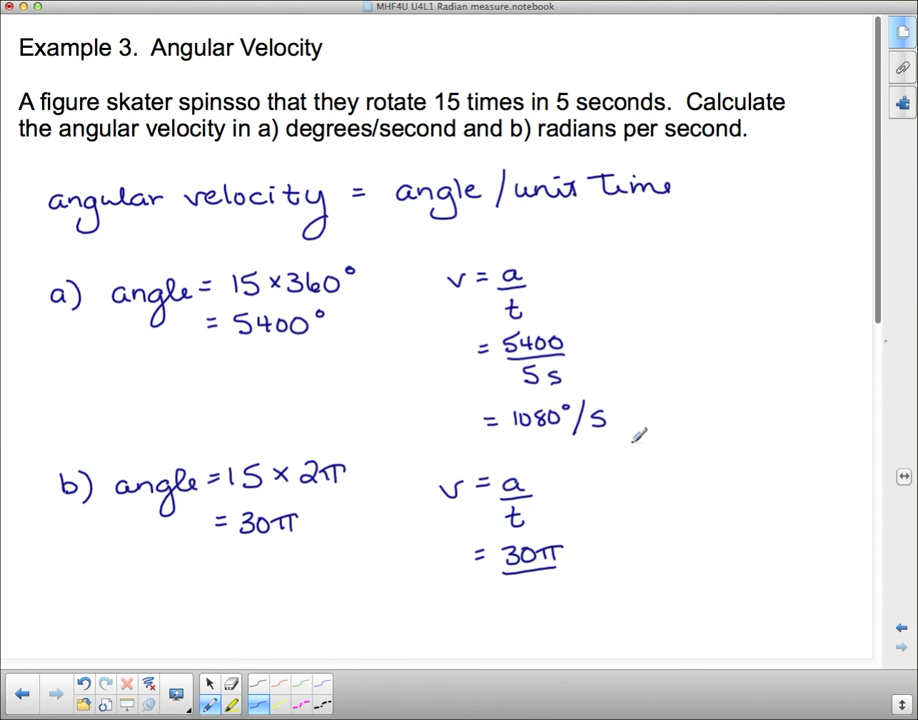 MHF4U U4L1 Radian measure.notebook
Example 3. Angular Velocity
A figure skater spinsso that they rotate 15 times in 5 seconds. Calculate
the angular velocity in a) degrees/second and b) radians per second.
angular velocity = angle / unit time
a) angle = 15 × 360°
= 5400°
v = a
t
= 5400
5 s
= 1080°/s
b) angle = 15 × 2π
= 30π
v = a
t
= 30π